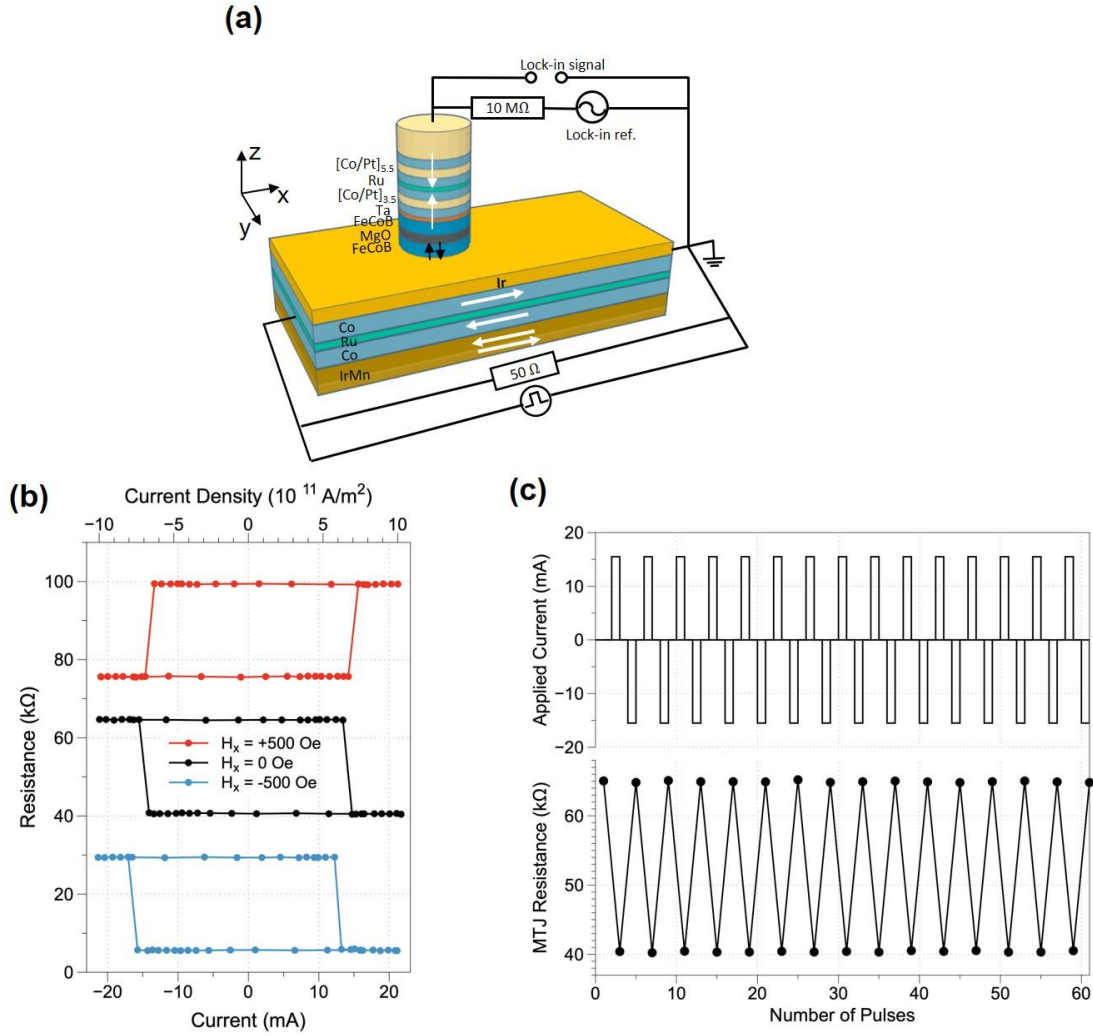 (a)
Lock-in signal
10 MΩ
Lock-in ref.
z
x
y
[Co/Pt]5.5
Ru
[Co/Pt]3.5
Ta
FeCoB
MgO
FeCoB
Ir
Co
Ru
Co
IrMn
50 Ω
(b)
Current Density (10 11 A/m2)
−10 −5 0 5 10
Resistance (kΩ)
100
80
60
40
20
0
Hx = +500 Oe
Hx = 0 Oe
Hx = -500 Oe
−20 −10 0 10 20
Current (mA)
(c)
Applied Current (mA)
20
10
0
−10
−20
MTJ Resistance (kΩ)
60
50
40
0 10 20 30 40 50 60
Number of Pulses